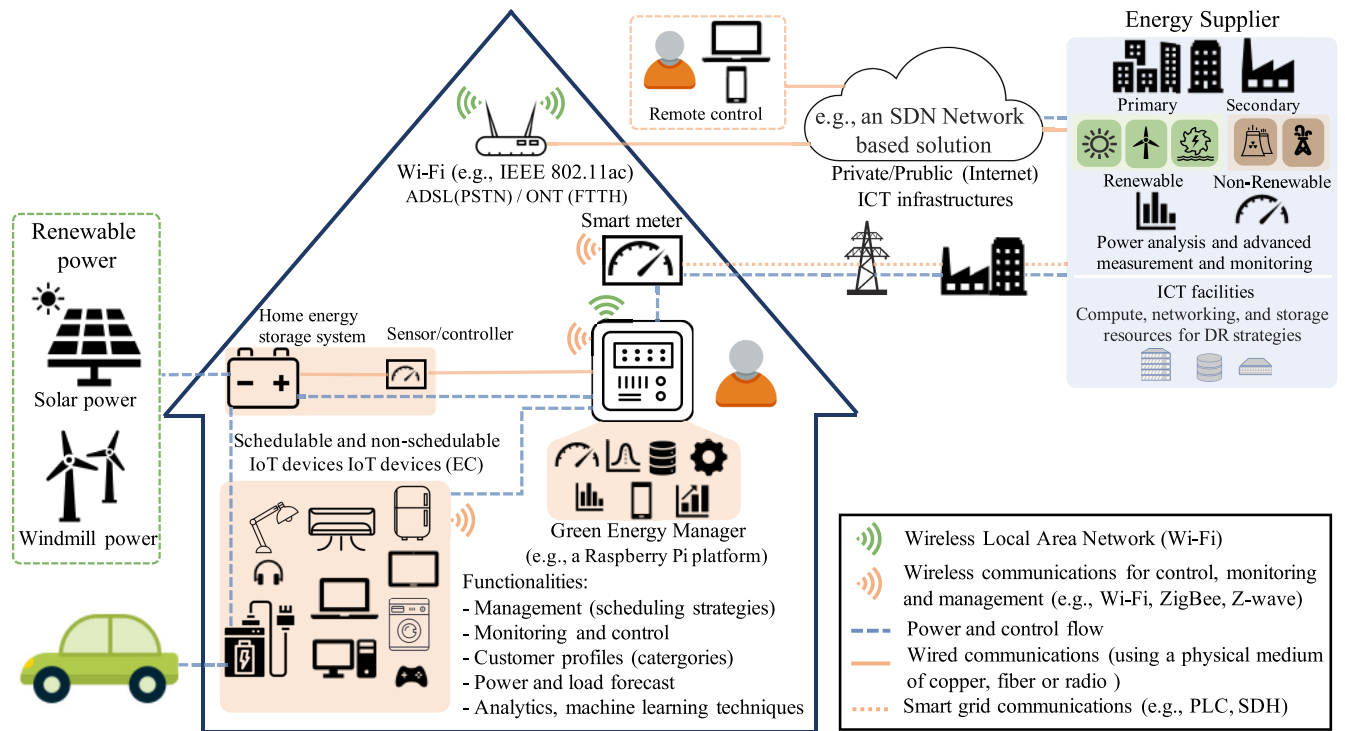 Energy Supplier
Primary
Secondary
Renewable
Non-Renewable
Power analysis and advanced
measurement and monitoring
ICT facilities
Compute, networking, and storage
resources for DR strategies
Remote control
e.g., an SDN Network
based solution
Private/Public (Internet)
ICT infrastructures
Wi-Fi (e.g., IEEE 802.11ac)
ADSL(PSTN) / ONT (FTTH)
Smart meter
Renewable
power
Solar power
Windmill power
Home energy
storage system
Sensor/controller
Schedulable and non-schedulable
IoT devices IoT devices (EC)
Green Energy Manager
(e.g., a Raspberry Pi platform)
Functionalities:
- Management (scheduling strategies)
- Monitoring and control
- Customer profiles (catergories)
- Power and load forecast
- Analytics, machine learning techniques
Wireless Local Area Network (Wi-Fi)
Wireless communications for control, monitoring
and management (e.g., Wi-Fi, ZigBee, Z-wave)
Power and control flow
Wired communications (using a physical medium
of copper, fiber or radio )
Smart grid communications (e.g., PLC, SDH)